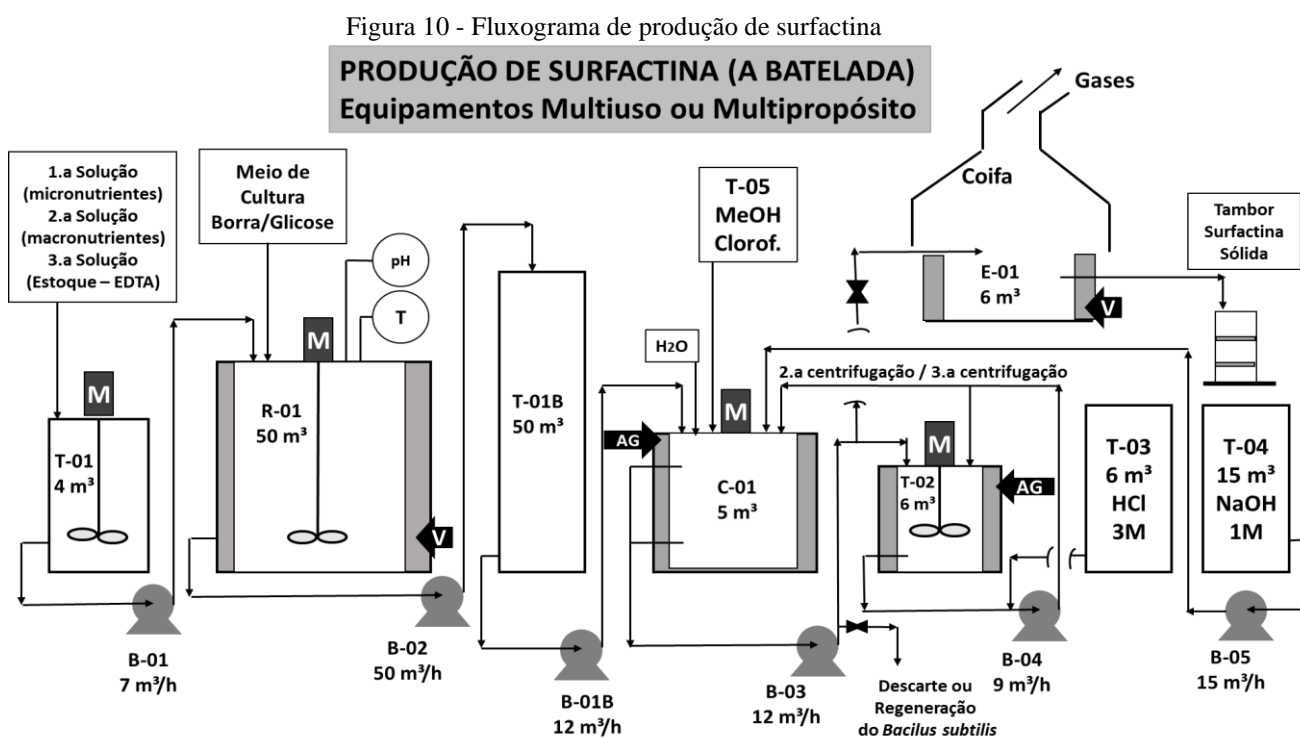 Figura 10 - Fluxograma de produção de surfactina
PRODUÇÃO DE SURFACTINA (A BATELADA)
Equipamentos Multiuso ou Multipropósito
Gases
Coifa
1.a Solução
(micronutrientes)
2.a Solução
(macronutrientes)
3.a Solução
(Estoque – EDTA)
Meio de
Cultura
Borra/Glicose
pH
T
T-05
MeOH
Clorof.
H2O
E-01
6 m³
V
Tambor
Surfactina
Sólida
2.a centrifugação / 3.a centrifugação
M
T-01
4 m³
M
R-01
50 m³
V
T-01B
50 m³
AG
M
C-01
5 m³
M
T-02
6 m³
AG
T-03
6 m³
HCl
3M
T-04
15 m³
NaOH
1M
B-01
7 m³/h
B-02
50 m³/h
B-01B
12 m³/h
B-03
12 m³/h
Descarte ou
Regeneração
do Bacilus subtilis
B-04
9 m³/h
B-05
15 m³/h